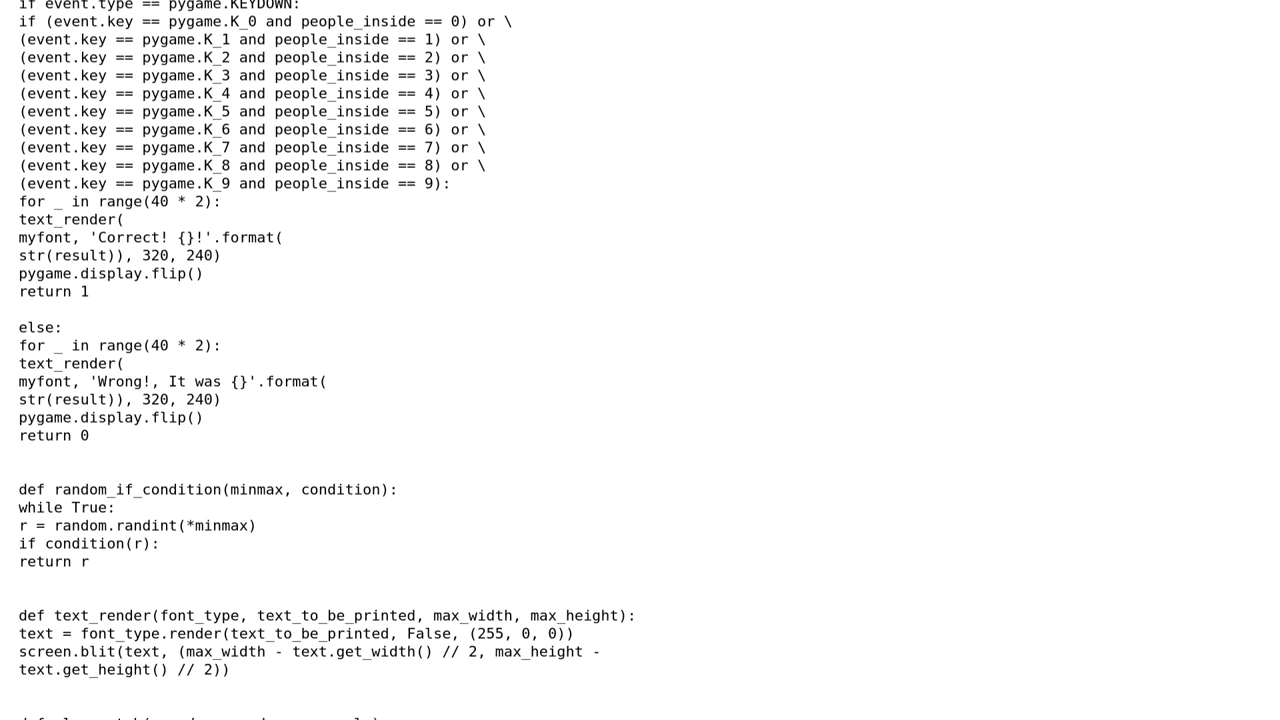 if event.type == pygame.KEYDOWN:
if (event.key == pygame.K_0 and people_inside == 0) or \
(event.key == pygame.K_1 and people_inside == 1) or \
(event.key == pygame.K_2 and people_inside == 2) or \
(event.key == pygame.K_3 and people_inside == 3) or \
(event.key == pygame.K_4 and people_inside == 4) or \
(event.key == pygame.K_5 and people_inside == 5) or \
(event.key == pygame.K_6 and people_inside == 6) or \
(event.key == pygame.K_7 and people_inside == 7) or \
(event.key == pygame.K_8 and people_inside == 8) or \
(event.key == pygame.K_9 and people_inside == 9):
for _ in range(40 * 2):
text_render(
myfont, 'Correct! {}!'.format(
str(result)), 320, 240)
pygame.display.flip()
return 1
else:
for _ in range(40 * 2):
text_render(
myfont, 'Wrong!, It was {}'.format(
str(result)), 320, 240)
pygame.display.flip()
return 0
def random_if_condition(minmax, condition):
while True:
r = random.randint(*minmax)
if condition(r):
return r
def text_render(font_type, text_to_be_printed, max_width, max_height):
text = font_type.render(text_to_be_printed, False, (255, 0, 0))
screen.blit(text, (max_width - text.get_width() // 2, max_height -
text.get_height() // 2))